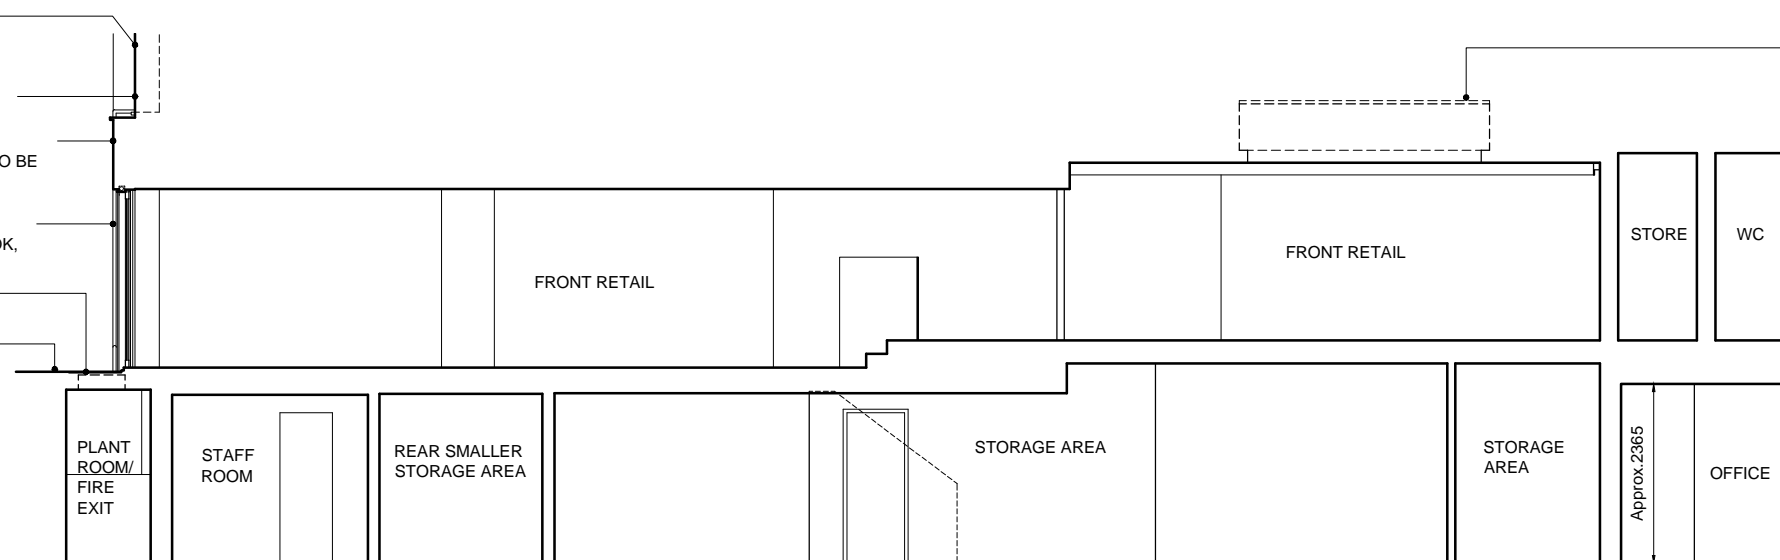 O BE
OK,
FRONT RETAIL
FRONT RETAIL
STORE
WC
PLANT
ROOM/
FIRE
EXIT
STAFF
ROOM
REAR SMALLER
STORAGE AREA
STORAGE AREA
STORAGE
AREA
Approx.2365
OFFICE